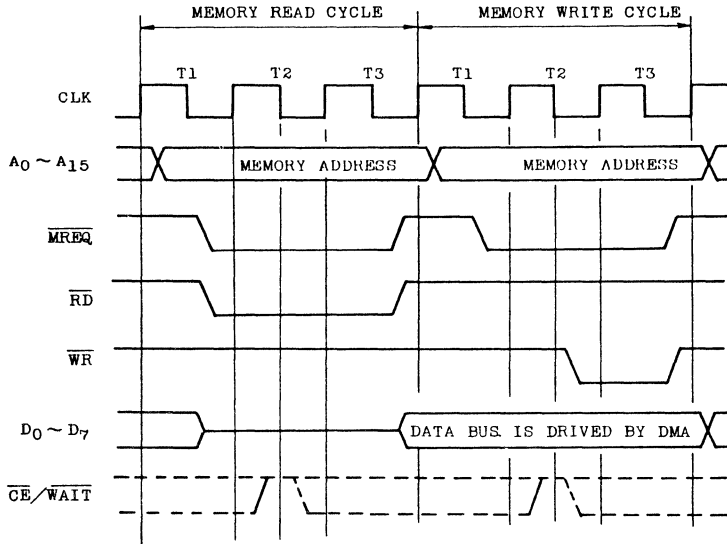 MEMORY READ CYCLE MEMORY WRITE CYCLE
T1 T2 T3 T1 T2 T3
CLK
A0 ~ A15 MEMORY ADDRESS MEMORY ADDRESS
MREQ
RD
WR
D0 ~ D7 DATA BUS IS DRIVED BY DMA
CE/WAIT